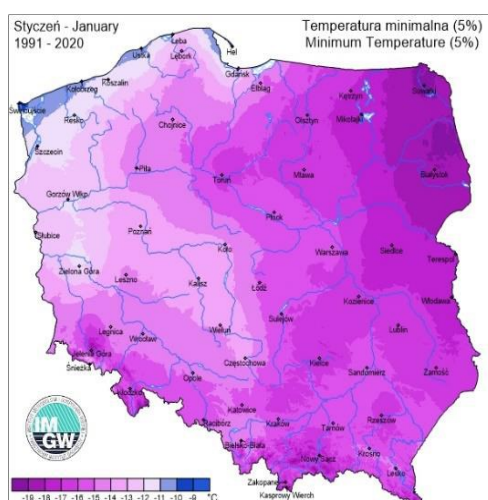 Styczeń - January
1991 - 2020
Temperatura minimalna (5%)
Minimum Temperature (5%)
Łeba
Hel
Ustka
Lębork
Gdańsk
Koszalin
Kołobrzeg
Elbląg
Kętrzyn
Suwałki
Świnoujście
Resko
Chojnice
Olsztyn
Mikołajki
Szczecin
Piła
Toruń
Mława
Białystok
Gorzów Wlkp.
Płock
Słubice
Poznań
Koło
Warszawa
Siedlce
Terespol
Zielona Góra
Leszno
Kalisz
Łódź
Kozienice
Włodawa
Sulejów
Legnica
Wrocław
Wieluń
Lublin
Jelenia Góra
Śnieżka
Częstochowa
Kielce
Sandomierz
Zamość
Kłodzko
Opole
Katowice
Racibórz
Kraków
Tarnów
Rzeszów
Bielsko-Biała
Nowy Sącz
Krosno
Lesko
Zakopane
Kasprowy Wierch
IM
GW
-19 -18 -17 -16 -15 -14 -13 -12 -11 -10 -9 °C